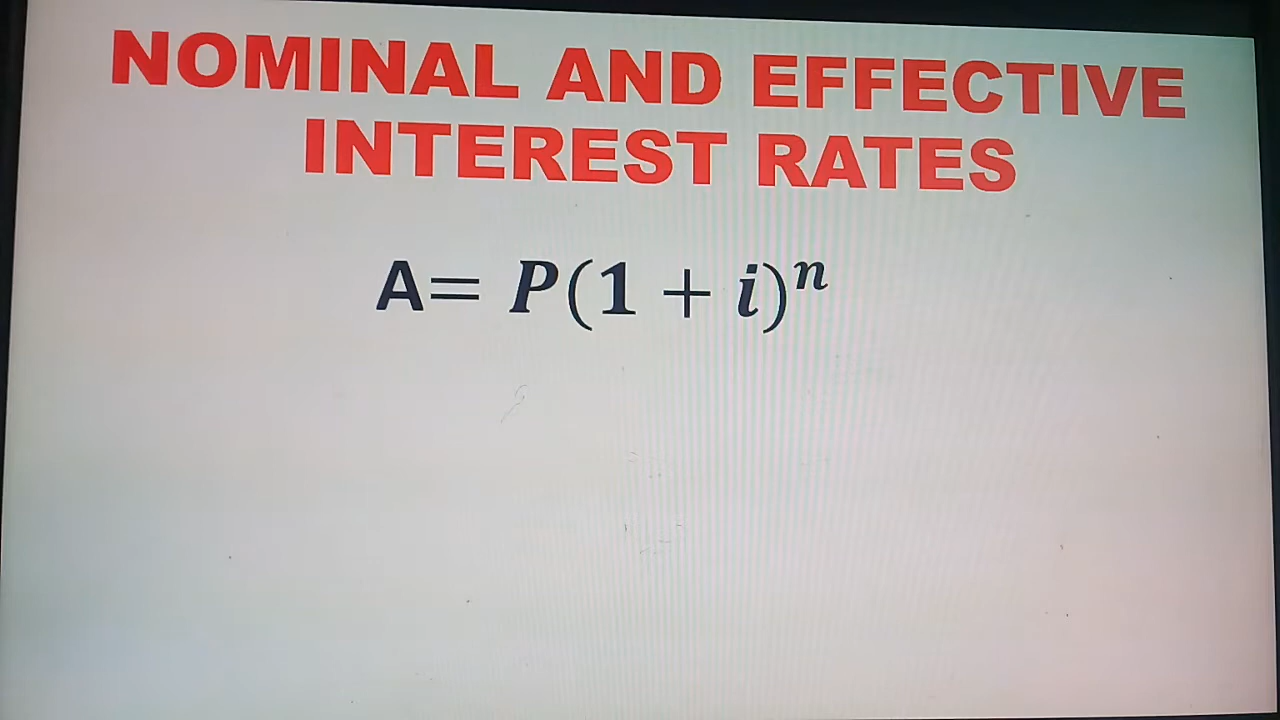 NOMINAL AND EFFECTIVE
INTEREST RATES
A= P(1 + i)ⁿ